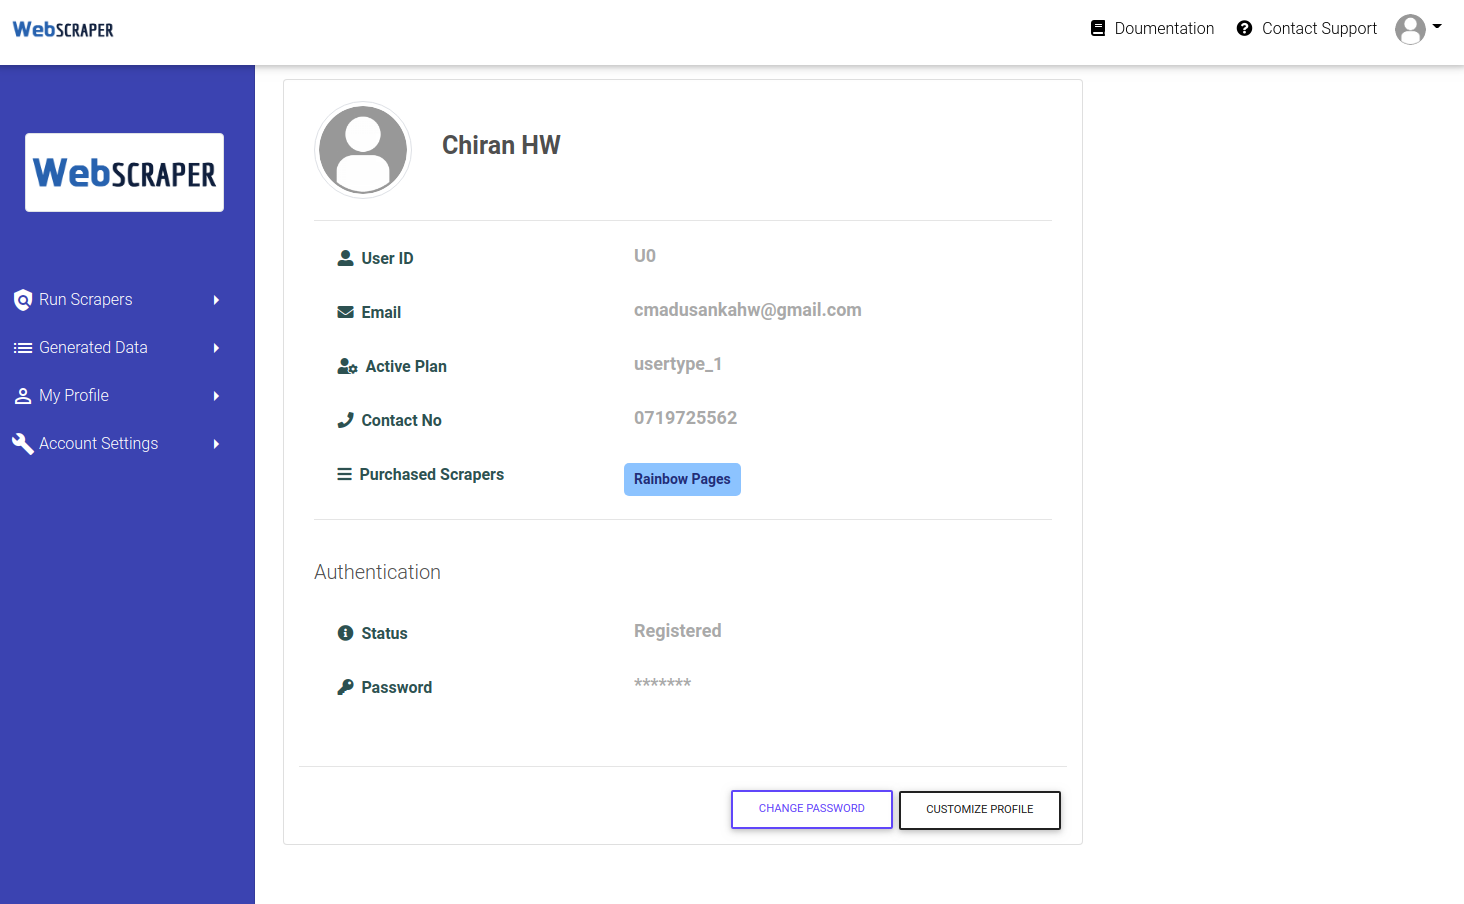 WebSCRAPER
Doumentation
Contact Support
WebSCRAPER
Run Scrapers
Generated Data
My Profile
Account Settings
Chiran HW
User ID U0
Email cmadusankahw@gmail.com
Active Plan usertype_1
Contact No 0719725562
Purchased Scrapers Rainbow Pages
Authentication
Status Registered
Password *******
CHANGE PASSWORD
CUSTOMIZE PROFILE